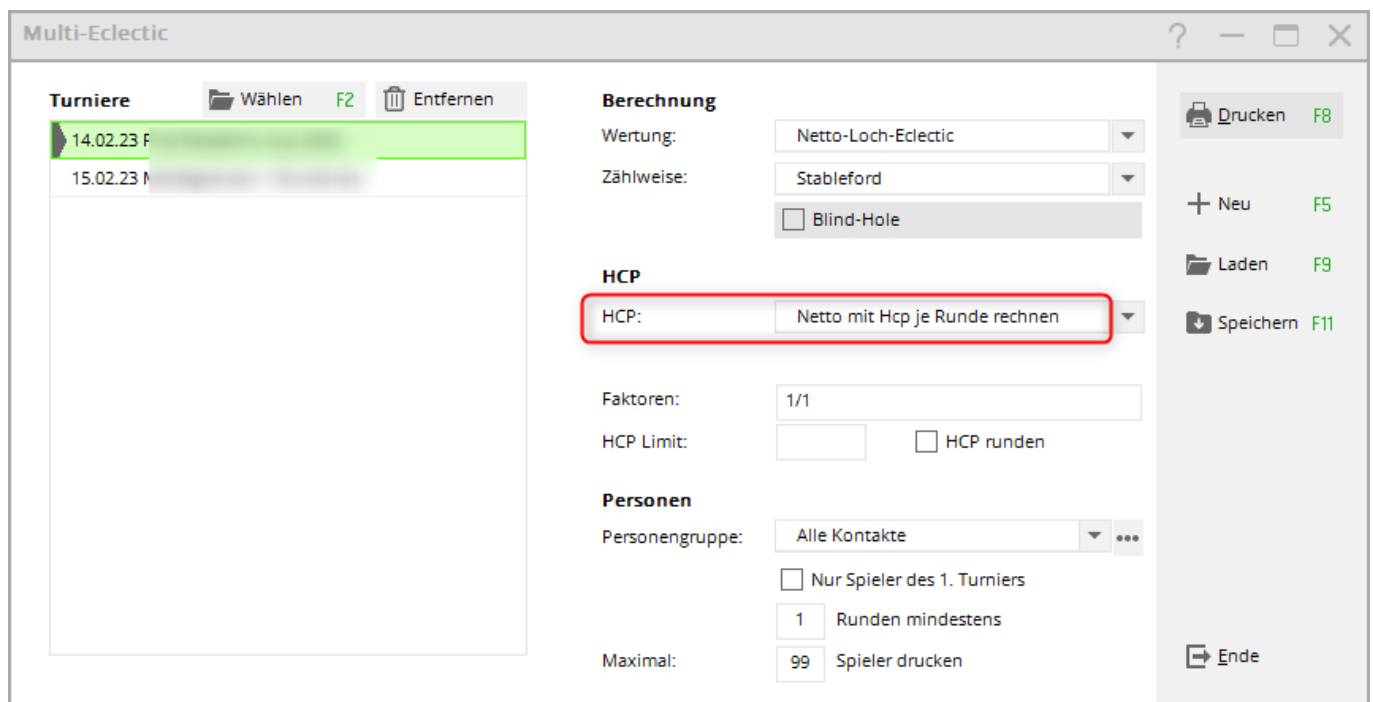 Multi-Eclectic
Turniere
Wählen F2
Entfernen
14.02.23
15.02.23
Berechnung
Wertung: Netto-Loch-Eclectic
Zählweise: Stableford
Blind-Hole
HCP
HCP: Netto mit Hcp je Runde rechnen
Faktoren: 1/1
HCP Limit:
HCP runden
Personen
Personengruppe: Alle Kontakte
Nur Spieler des 1. Turniers
1 Runden mindestens
Maximal: 99 Spieler drucken
Drucken F8
Neu F5
Laden F9
Speichern F11
Ende